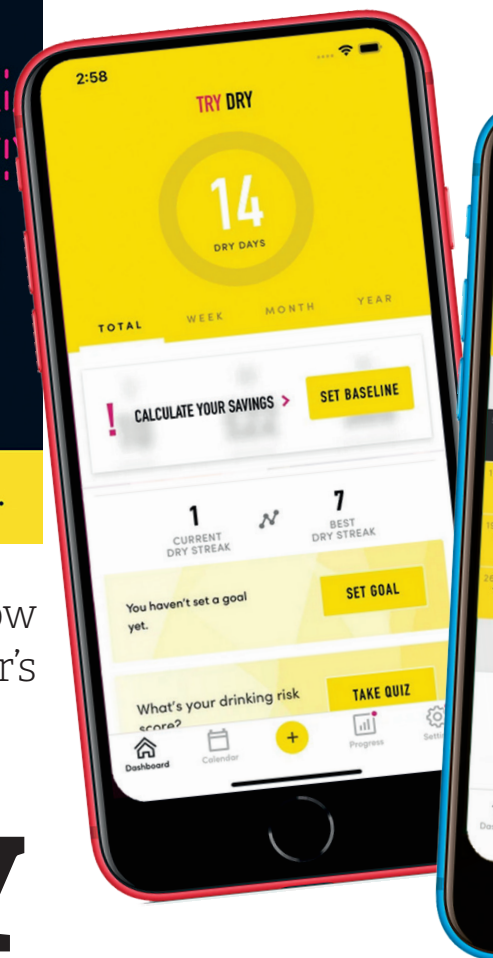 2:58
TRY DRY
14
DRY DAYS
TOTAL WEEK MONTH YEAR
! CALCULATE YOUR SAVINGS > SET BASELINE
1 7
CURRENT BEST
DRY STREAK DRY STREAK
You haven't set a goal
yet.
SET GOAL
What's your drinking risk
score?
TAKE QUIZ
+
Dashboard Calendar Progress
r's